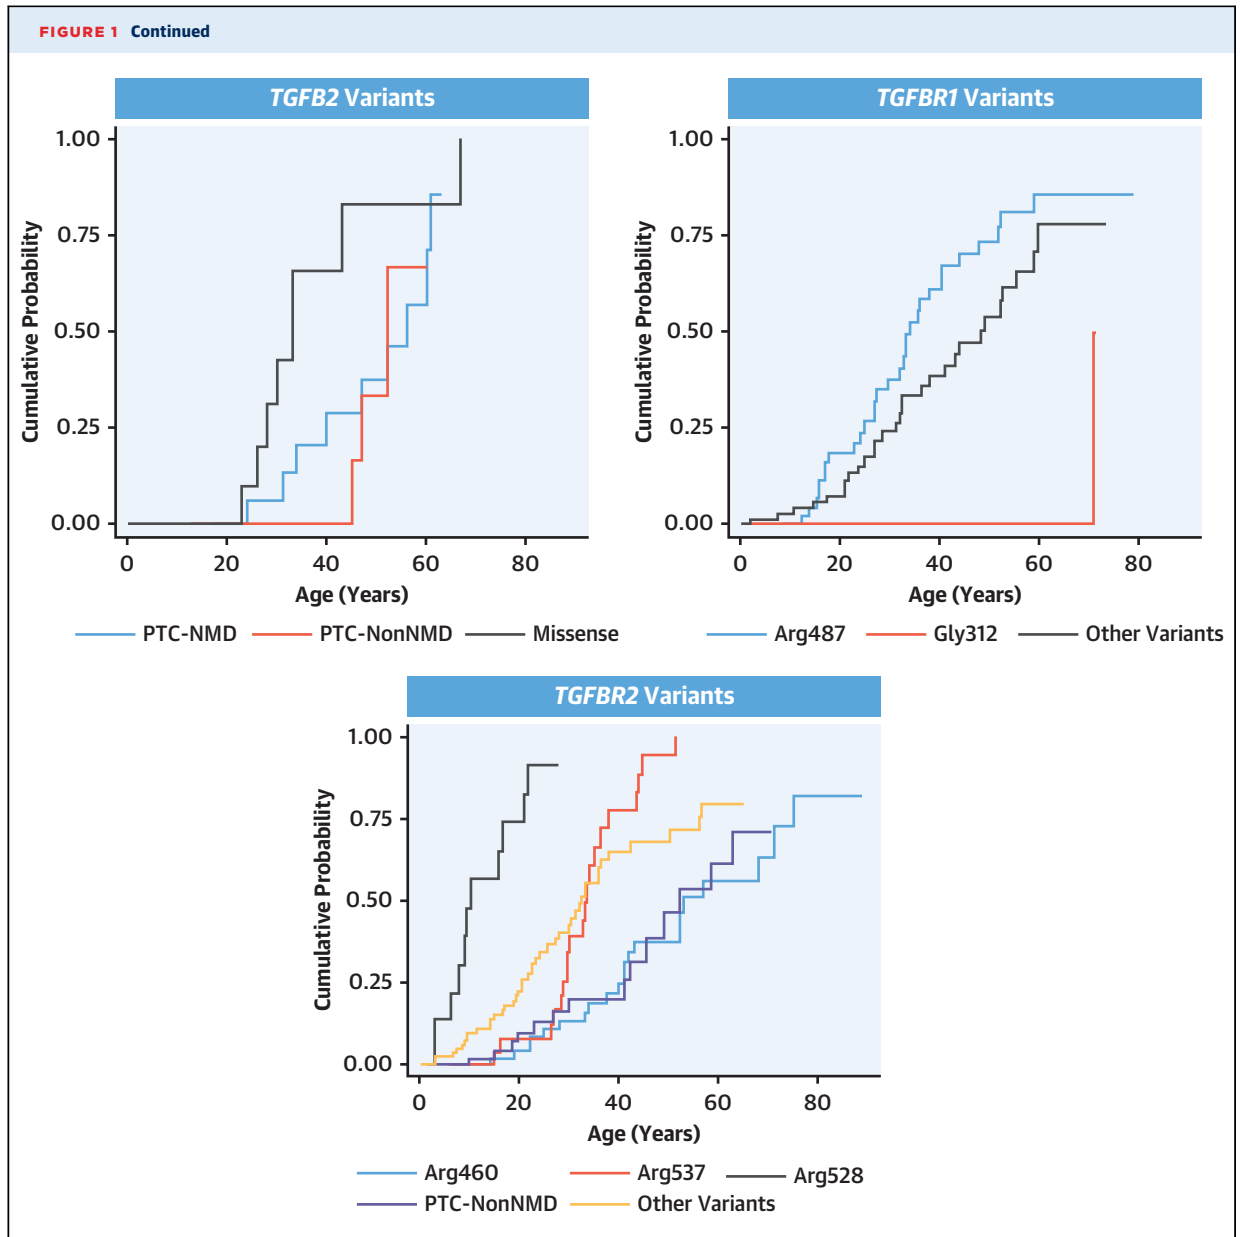 FIGURE 1 Continued
TGFB2 Variants
1.00
0.75
0.50
0.25
0.00
Cumulative Probability
0 20 40 60 80
Age (Years)
PTC-NMD PTC-NonNMD Missense
TGFBR1 Variants
1.00
0.75
0.50
0.25
0.00
Cumulative Probability
0 20 40 60 80
Age (Years)
Arg487 Gly312 Other Variants
TGFBR2 Variants
1.00
0.75
0.50
0.25
0.00
Cumulative Probability
0 20 40 60 80
Age (Years)
Arg460 Arg537 Arg528
PTC-NonNMD Other Variants